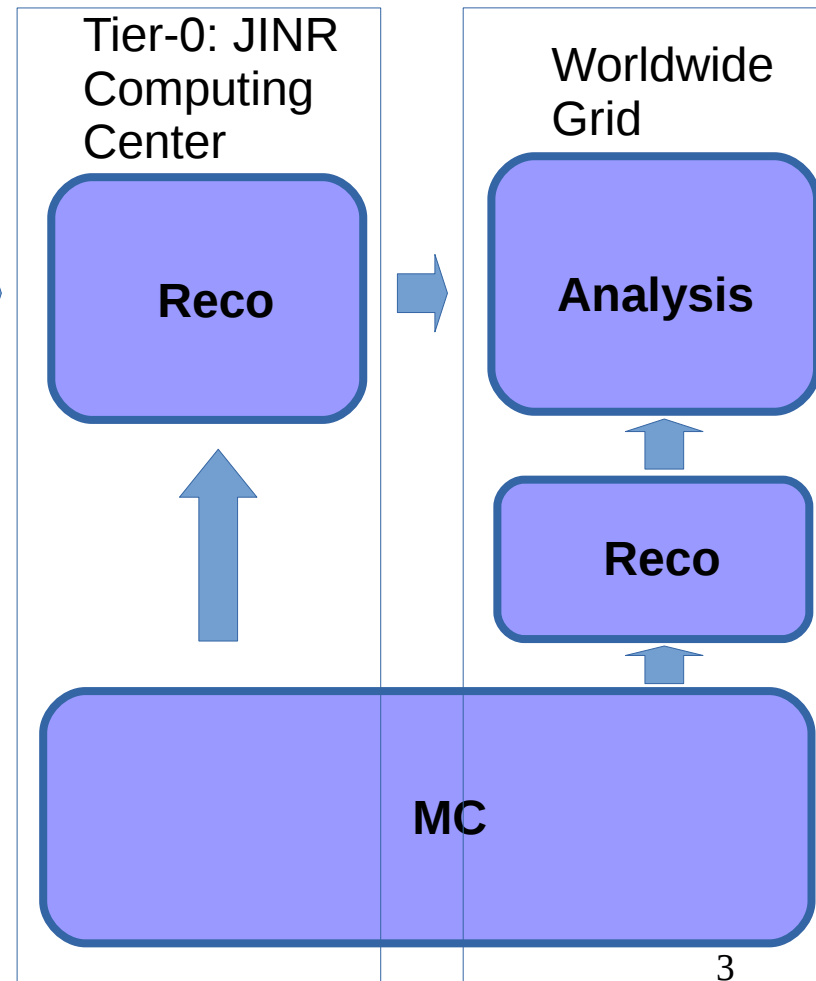 Tier-0: JINR
Computing
Center
Worldwide
Grid
Reco
Analysis
Reco
MC
3